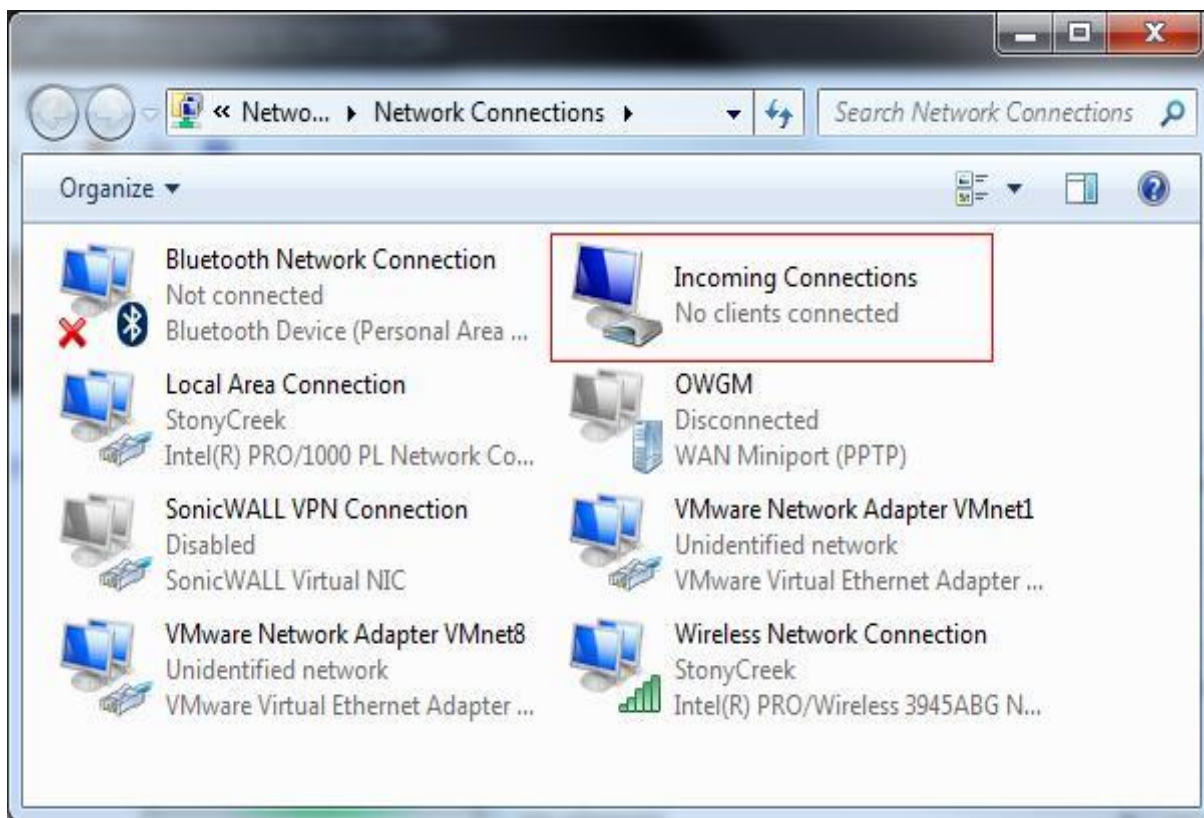 « Netwo... Network Connections
Search Network Connections
Organize
Bluetooth Network Connection
Not connected
Bluetooth Device (Personal Area ...
Incoming Connections
No clients connected
Local Area Connection
StonyCreek
Intel(R) PRO/1000 PL Network Co...
OWGM
Disconnected
WAN Miniport (PPTP)
SonicWALL VPN Connection
Disabled
SonicWALL Virtual NIC
VMware Network Adapter VMnet1
Unidentified network
VMware Virtual Ethernet Adapter ...
VMware Network Adapter VMnet8
Unidentified network
VMware Virtual Ethernet Adapter ...
Wireless Network Connection
StonyCreek
Intel(R) PRO/Wireless 3945ABG N...